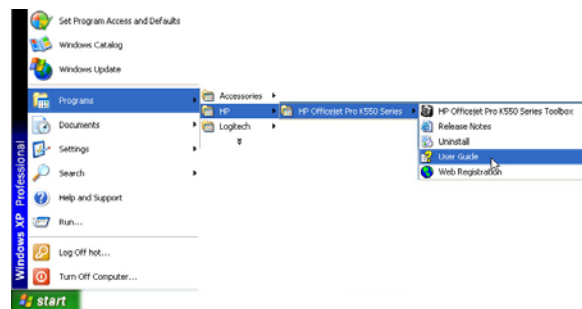 Set Program Access and Defaults
Windows Catalog
Windows Update
Programs
Documents
Settings
Search
Help and Support
Run...
Log Off hot...
Turn Off Computer...
Windows XP Professional
start
Accessories
HP
Logitech
HP Officejet Pro K550 Series
HP Officejet Pro K550 Series Toolbox
Release Notes
Uninstall
User Guide
Web Registration